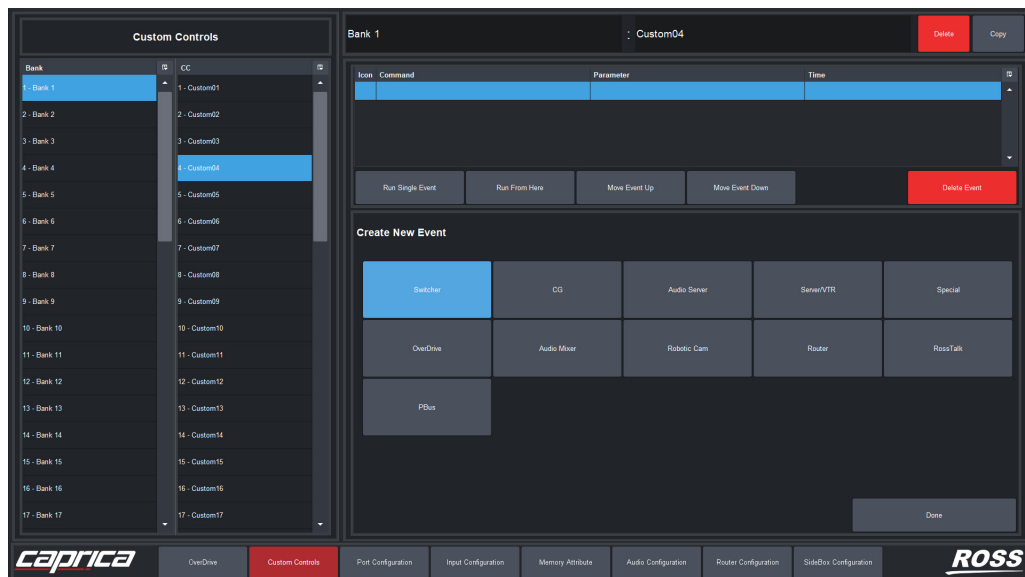 Custom Controls
Bank 1 : Custom04 Delete Copy
Bank CC
1 - Bank 1 1 - Custom01
2 - Bank 2 2 - Custom02
3 - Bank 3 3 - Custom03
4 - Bank 4 4 - Custom04
5 - Bank 5 5 - Custom05
6 - Bank 6 6 - Custom06
7 - Bank 7 7 - Custom07
8 - Bank 8 8 - Custom08
9 - Bank 9 9 - Custom09
10 - Bank 10 10 - Custom10
11 - Bank 11 11 - Custom11
12 - Bank 12 12 - Custom12
13 - Bank 13 13 - Custom13
14 - Bank 14 14 - Custom14
15 - Bank 15 15 - Custom15
16 - Bank 16 16 - Custom16
17 - Bank 17 17 - Custom17
Icon Command Parameter Time
Run Single Event Run From Here Move Event Up Move Event Down Delete Event
Create New Event
Switcher CG Audio Server Server/VTR Special
OverDrive Audio Mixer Robotic Cam Router RossTalk
PBus
Done
caprica OverDrive Custom Controls Port Configuration Input Configuration Memory Attribute Audio Configuration Router Configuration SideBox Configuration ROSS